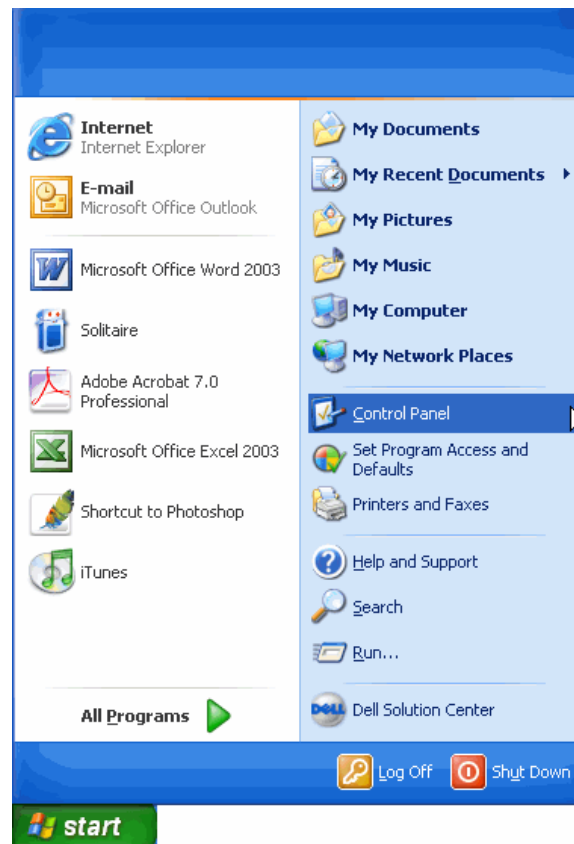 Internet
Internet Explorer
E-mail
Microsoft Office Outlook
Microsoft Office Word 2003
Solitaire
Adobe Acrobat 7.0
Professional
Microsoft Office Excel 2003
Shortcut to Photoshop
iTunes
All Programs
My Documents
My Recent Documents
My Pictures
My Music
My Computer
My Network Places
Control Panel
Set Program Access and
Defaults
Printers and Faxes
Help and Support
Search
Run...
DELL
Dell Solution Center
Log Off
Shut Down
start